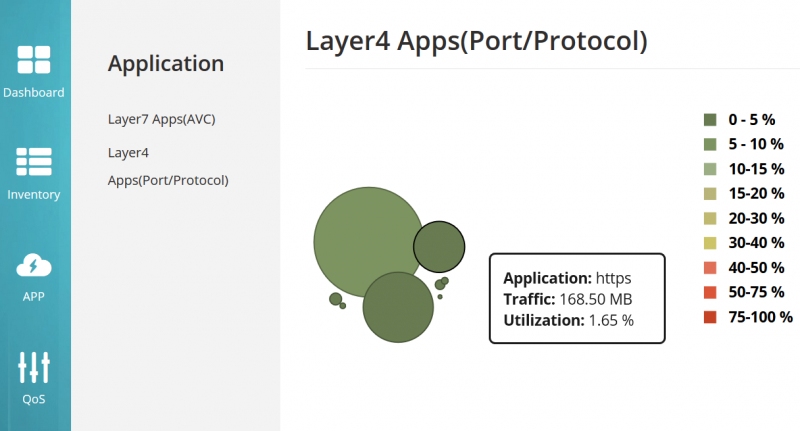 Dashboard
Inventory
APP
QoS
Application
Layer7 Apps(AVC)
Layer4
Apps(Port/Protocol)
Layer4 Apps(Port/Protocol)
Application: https
Traffic: 168.50 MB
Utilization: 1.65 %
0 - 5 %
5 - 10 %
10-15 %
15-20 %
20-30 %
30-40 %
40-50 %
50-75 %
75-100 %